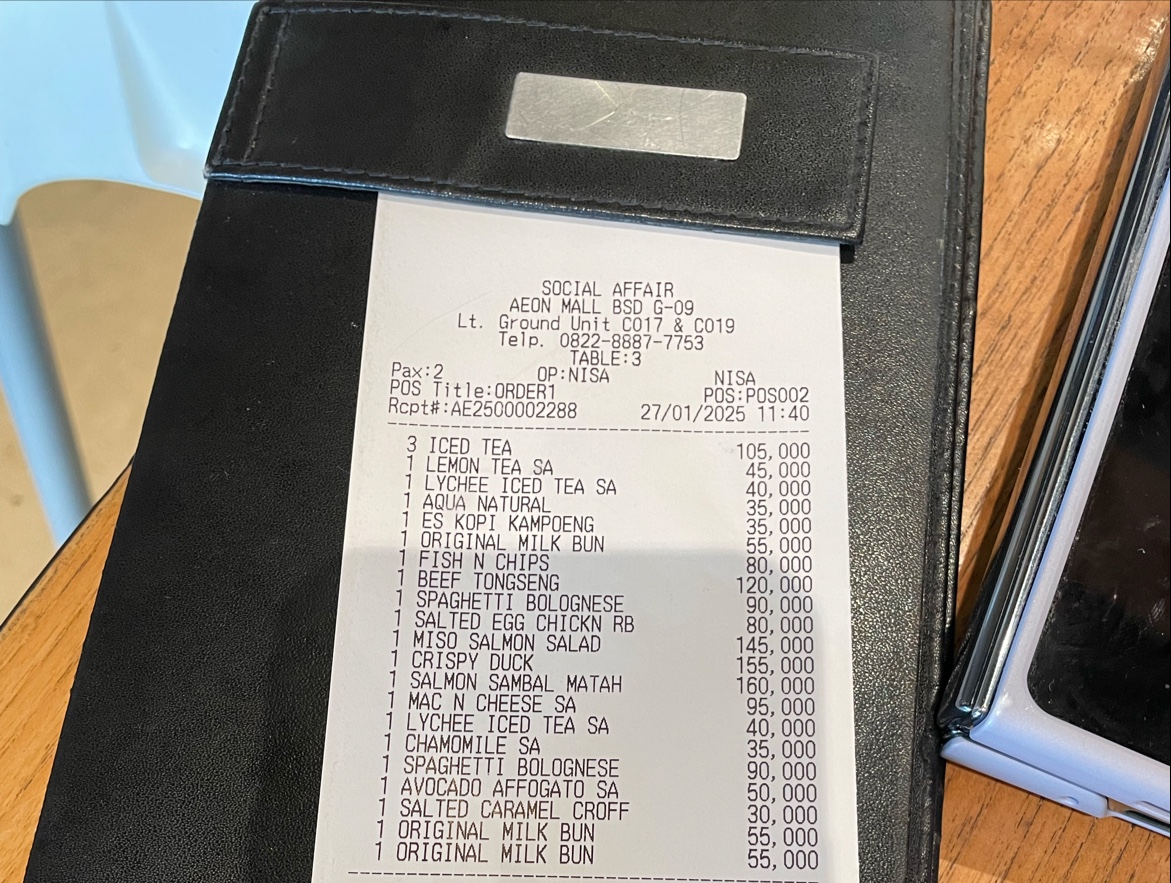 SOCIAL AFFAIR
AEON MALL BSD G-09
Lt. Ground Unit C017 & C019
Telp. 0822-8887-7753
TABLE:3
Pax:2 OP:NISA NISA
POS Title:ORDER1 POS:POS002
Rcpt#:AE2500002288 27/01/2025 11:40
3 ICED TEA 105,000
1 LEMON TEA SA 45,000
1 LYCHEE ICED TEA SA 40,000
1 AQUA NATURAL 35,000
1 ES KOPI KAMPOENG 35,000
1 ORIGINAL MILK BUN 55,000
1 FISH N CHIPS 80,000
1 BEEF TONGSENG 120,000
1 SPAGHETTI BOLOGNESE 90,000
1 SALTED EGG CHICKN RB 80,000
1 MISO SALMON SALAD 145,000
1 CRISPY DUCK 155,000
1 SALMON SAMBAL MATAH 160,000
1 MAC N CHEESE SA 95,000
1 LYCHEE ICED TEA SA 40,000
1 CHAMOMILE SA 35,000
1 SPAGHETTI BOLOGNESE 90,000
1 AVOCADO AFFOGATO SA 50,000
1 SALTED CARAMEL CROFF 30,000
1 ORIGINAL MILK BUN 55,000
1 ORIGINAL MILK BUN 55,000